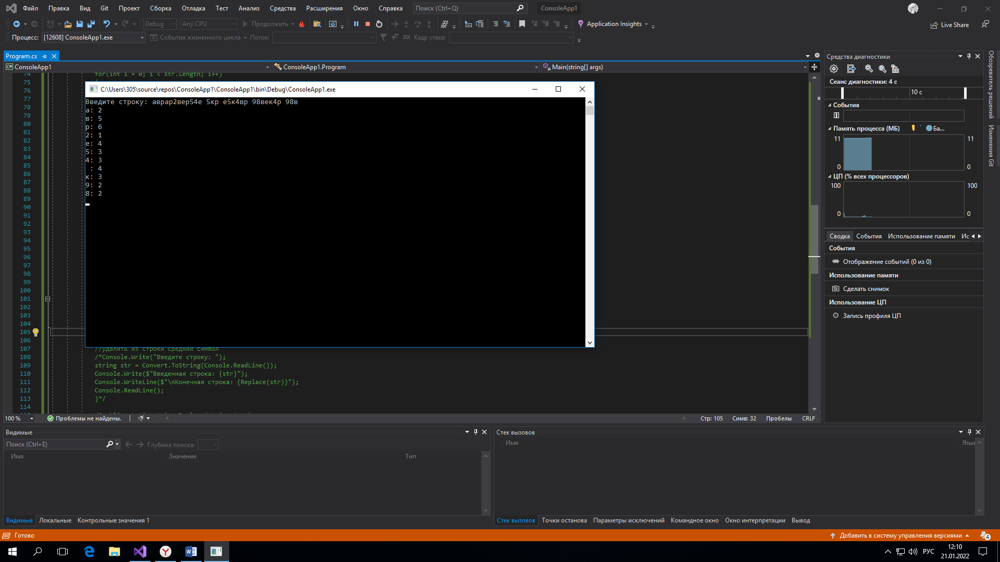 Файл Правка Вид Git Проект Сборка Отладка Тест Анализ Средства Расширения Окно Справка Поиск (Ctrl+Q) ConsoleApp1
Debug Any CPU Продолжить Application Insights Live Share
Процесс: [12608] ConsoleApp1.exe События жизненного цикла Поток: Кадр стека:
Program.cs
ConsoleApp1 ConsoleApp1.Program Main(string[] args)
74 for(int i = 0; i < str.Length; i++)
75
76
77
78
79
80
81
82
83
84
85
86
87
88
89
90
91
92
93
94
95
96
97
98
99
100
101
102
103
104
105
106
107 //удалить из строки средний символ
108 /*Console.Write("Введите строку: ");
109 string str = Convert.ToString(Console.ReadLine());
110 Console.Write($"Введенная строка: {str}");
111 Console.WriteLine($"\nКонечная строка: {Replace(str)}");
112 Console.ReadLine();
113 }*/
114
C:\Users\305\source\repos\ConsoleApp1\ConsoleApp1\bin\Debug\ConsoleApp1.exe
Введите строку: аврар2вер54е 5кр е5к4вр 98век4р 98в
а: 2
в: 5
р: 6
2: 1
е: 4
5: 3
4: 3
 : 4
к: 3
9: 2
8: 2
100 % Проблемы не найдены. Стр: 105 Симв: 32 Пробелы CRLF
Средства диагностики
Сеанс диагностики: 4 с
10 с
События
Память процесса (МБ) Ба...
11 11
0 0
ЦП (% всех процессоров)
100 100
0 0
Сводка События Использование памяти Ис
События
Отображение событий (0 из 0)
Использование памяти
Сделать снимок
Использование ЦП
Запись профиля ЦП
Обозреватель решений
Изменения Git
Видимые
Поиск (Ctrl+E) Глубина поиска:
Имя Значение Тип
Видимые Локальные Контрольные значения 1
Стек вызовов
Имя Язык
Стек вызовов Точки останова Параметры исключений Командное окно Окно интерпретации Вывод
Готово Добавить в систему управления версиями 4
РУС 12:10
21.01.2022